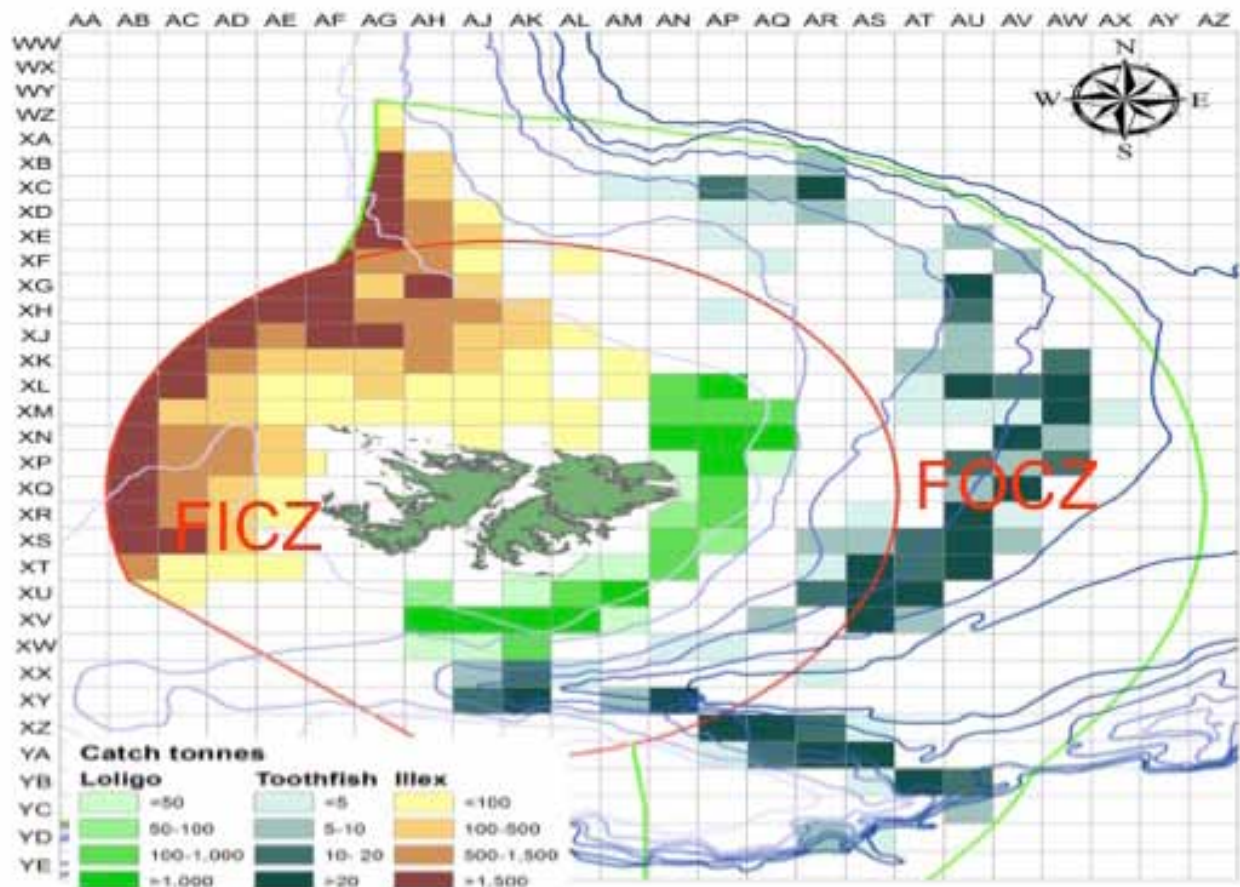 AA AB AC AD AE AF AG AH AJ AK AL AM AN AP AQ AR AS AT AU AV AW AX AY AZ
WW
WX
WY
WZ
XA
XB
XC
XD
XE
XF
XG
XH
XJ
XK
XL
XM
XN
XP
XQ
XR
XS
XT
XU
XV
XW
XX
XY
XZ
YA
YB
YC
YD
YE
N
W E
S
FICZ
FOCZ
Catch tonnes
Loligo Toothfish Illex
<50 <5 <100
50-100 5-10 100-500
100-1,000 10- 20 500-1,500
>1,000 >20 >1,500